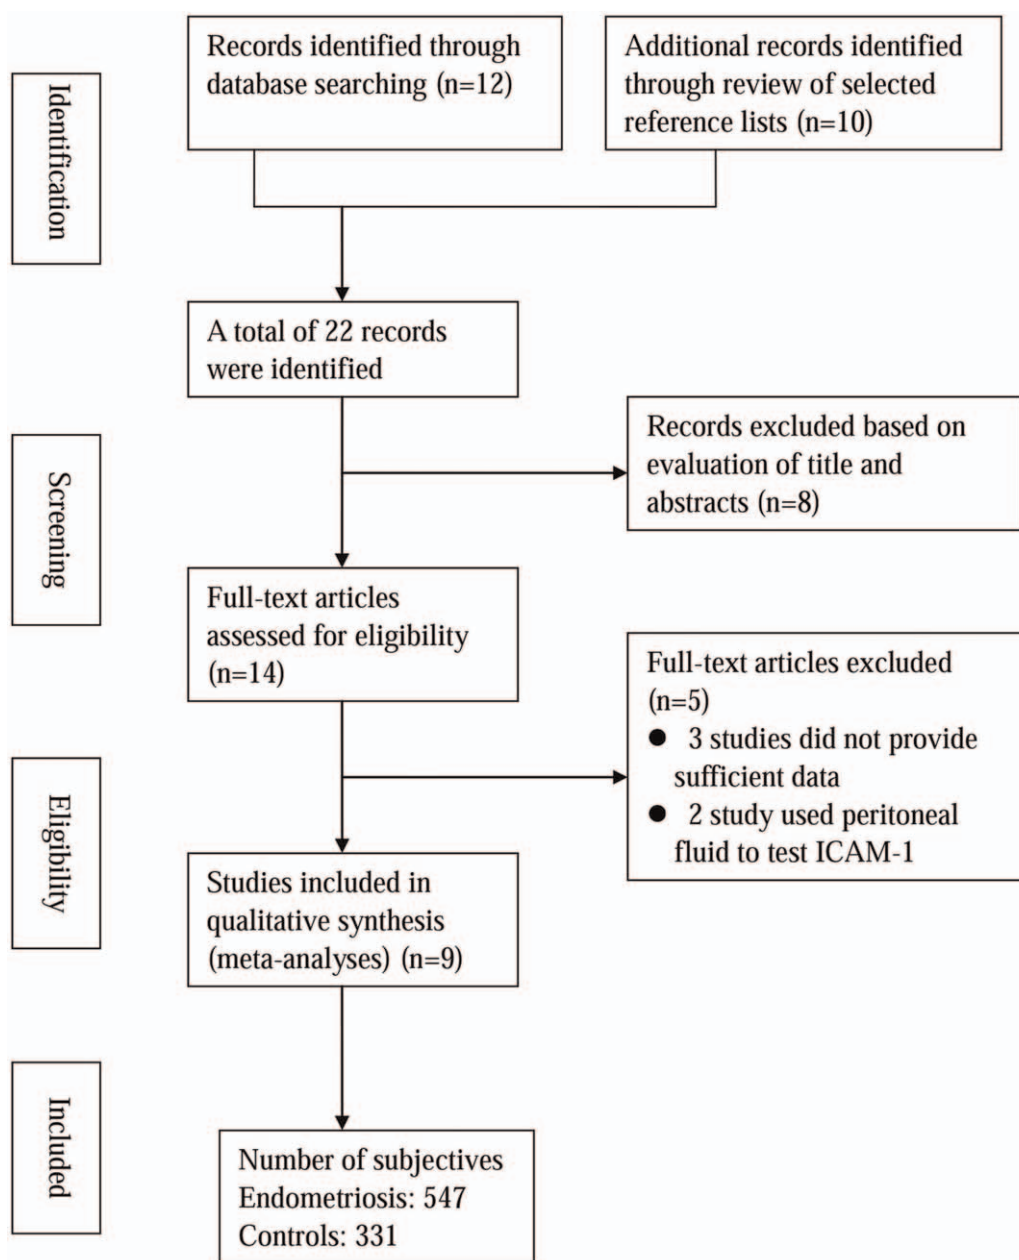 Identification
Records identified through
database searching (n=12)
Additional records identified
through review of selected
reference lists (n=10)
A total of 22 records
were identified
Screening
Records excluded based on
evaluation of title and
abstracts (n=8)
Full-text articles
assessed for eligibility
(n=14)
Full-text articles excluded
(n=5)
● 3 studies did not provide
sufficient data
● 2 study used peritoneal
fluid to test ICAM-1
Eligibility
Studies included in
qualitative synthesis
(meta-analyses) (n=9)
Included
Number of subjectives
Endometriosis: 547
Controls: 331